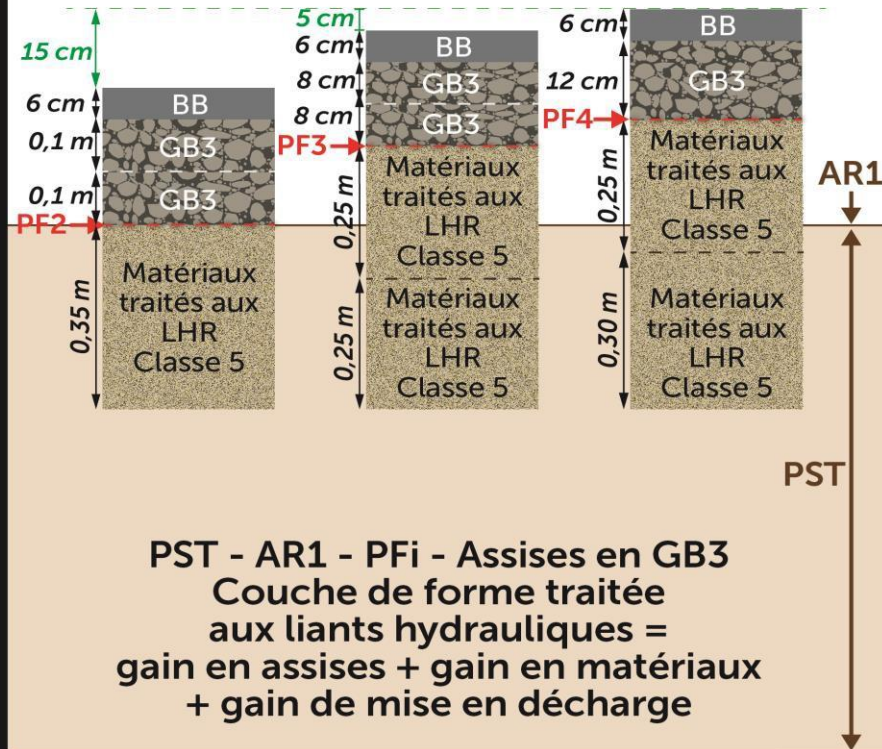 15 cm
6 cm
0,1 m
0,1 m
PF2
0,35 m
BB
GB3
GB3
Matériaux
traités aux
LHR
Classe 5
5 cm
6 cm
8 cm
8 cm
PF3
0,25 m
0,25 m
BB
GB3
GB3
Matériaux
traités aux
LHR
Classe 5
Matériaux
traités aux
LHR
Classe 5
6 cm
12 cm
PF4
0,25 m
0,30 m
BB
GB3
Matériaux
traités aux
LHR
Classe 5
Matériaux
traités aux
LHR
Classe 5
AR1
PST
PST - AR1 - PFi - Assises en GB3
Couche de forme traitée
aux liants hydrauliques =
gain en assises + gain en matériaux
+ gain de mise en décharge